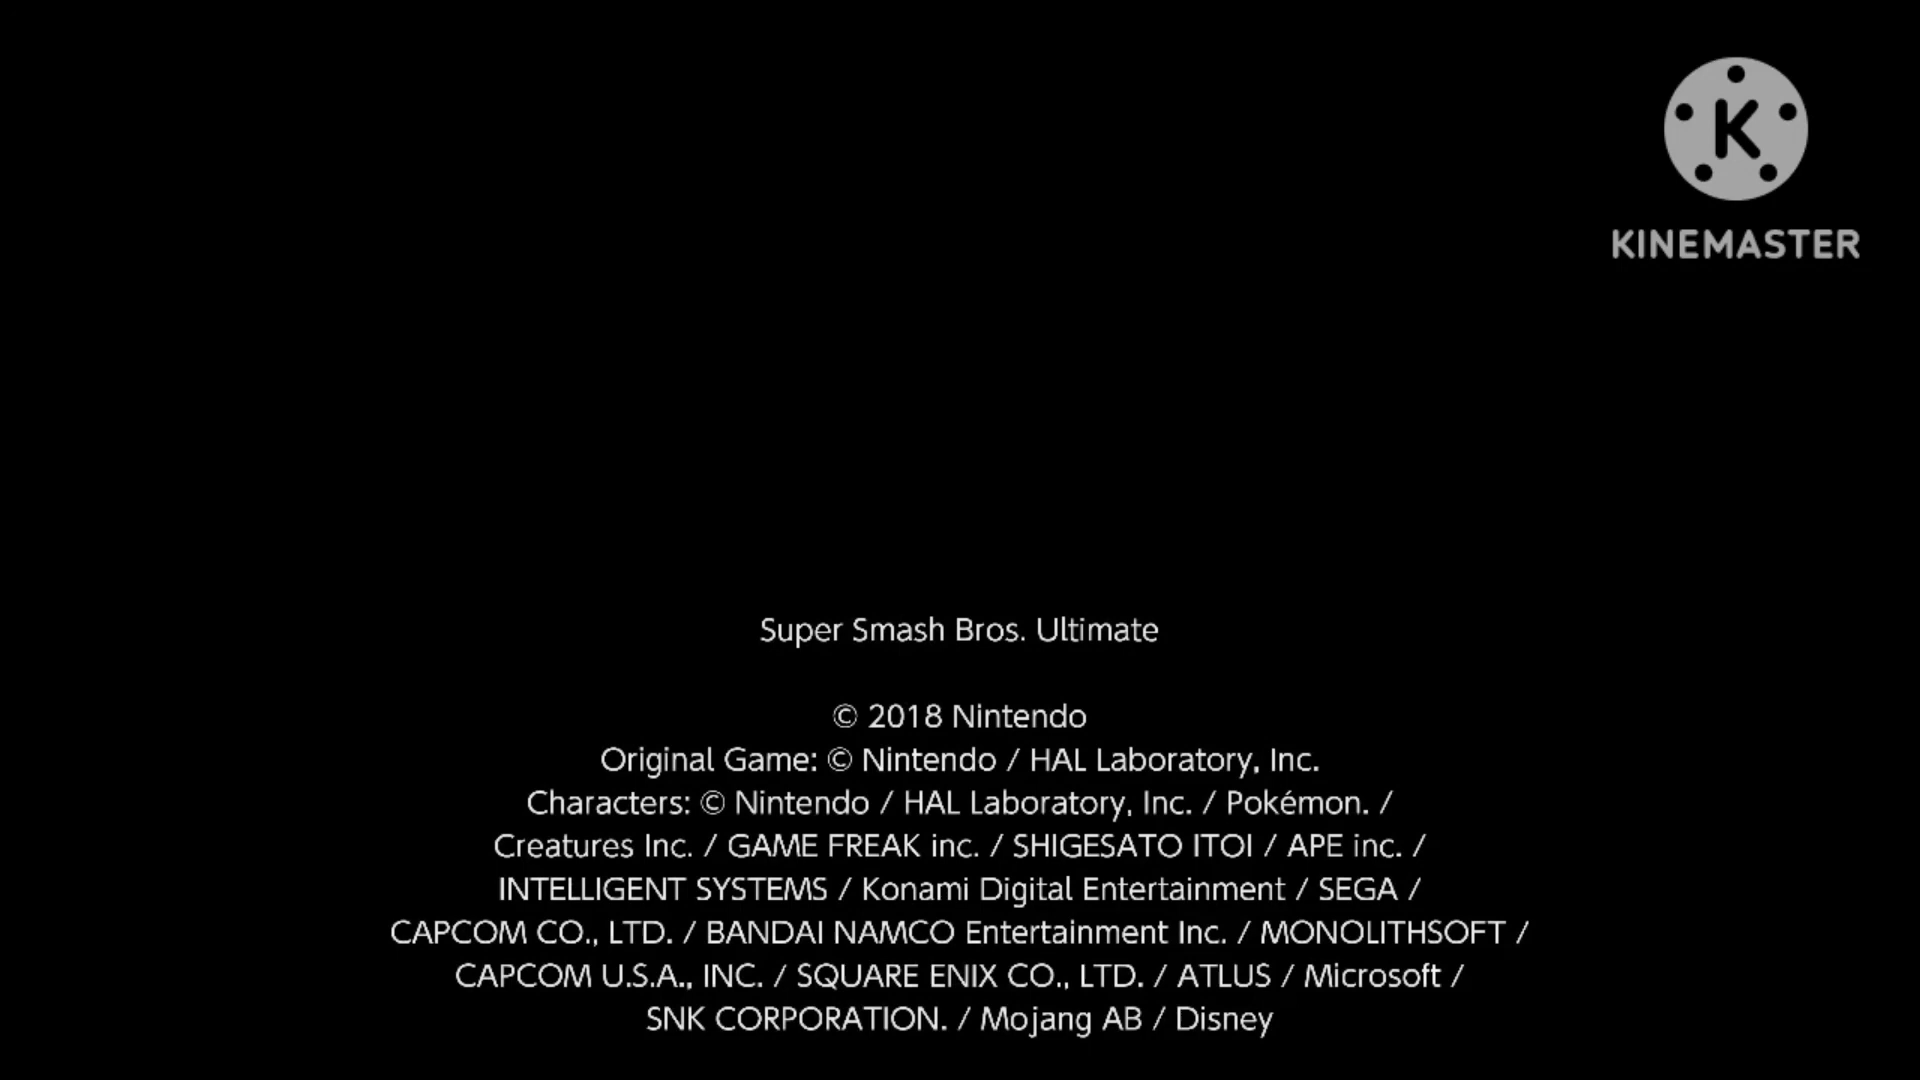 K
KINEMASTER
Super Smash Bros. Ultimate
© 2018 Nintendo
Original Game: © Nintendo / HAL Laboratory, Inc.
Characters: © Nintendo / HAL Laboratory, Inc. / Pokémon. /
Creatures Inc. / GAME FREAK inc. / SHIGESATO ITOI / APE inc. /
INTELLIGENT SYSTEMS / Konami Digital Entertainment / SEGA /
CAPCOM CO., LTD. / BANDAI NAMCO Entertainment Inc. / MONOLITHSOFT /
CAPCOM U.S.A., INC. / SQUARE ENIX CO., LTD. / ATLUS / Microsoft /
SNK CORPORATION. / Mojang AB / Disney